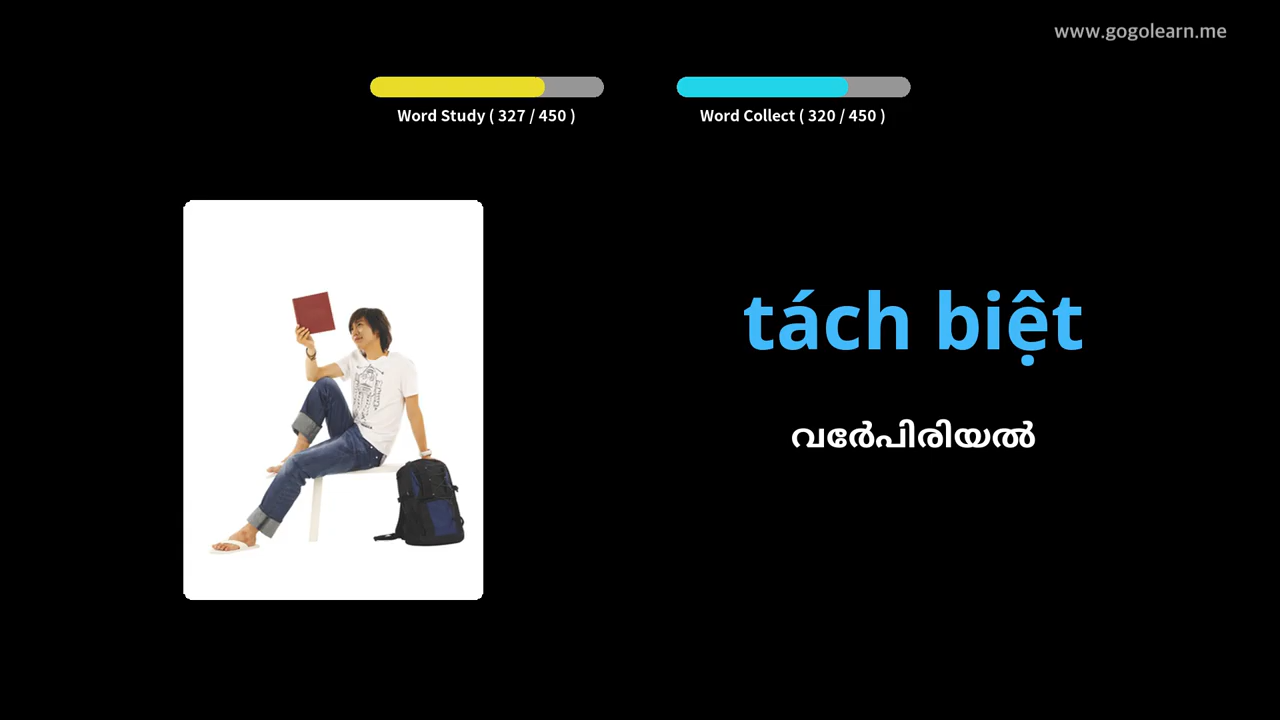 www.gogolearn.me
Word Study ( 327 / 450 )
Word Collect ( 320 / 450 )
tách biệt
വേർപിരിയൽ